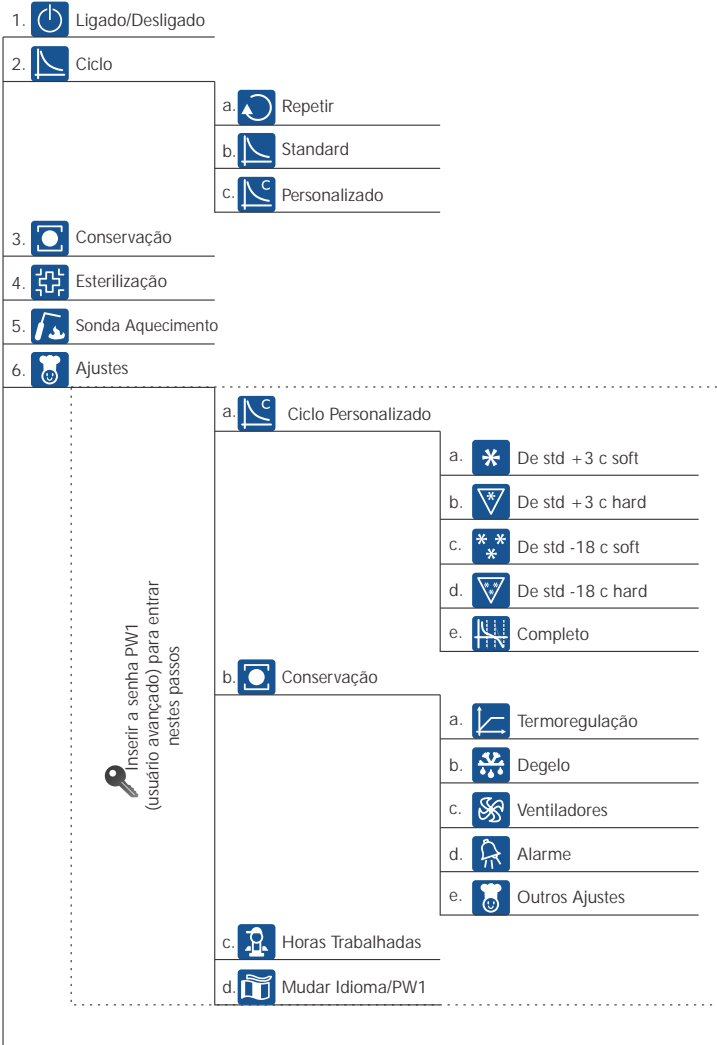 1. Ligado/Desligado
2. Ciclo
a. Repetir
b. Standard
c. C Personalizado
3. Conservação
4. Esterilização
5. Sonda Aquecimento
6. Ajustes
Inserir a senha PW1
(usuário avançado) para entrar
nestes passos
a. C Ciclo Personalizado
a. De std +3 c soft
b. De std +3 c hard
c. De std -18 c soft
d. De std -18 c hard
e. Completo
b. Conservação
a. Termoregulação
b. Degelo
c. Ventiladores
d. Alarme
e. Outros Ajustes
c. Horas Trabalhadas
d. Mudar Idioma/PW1